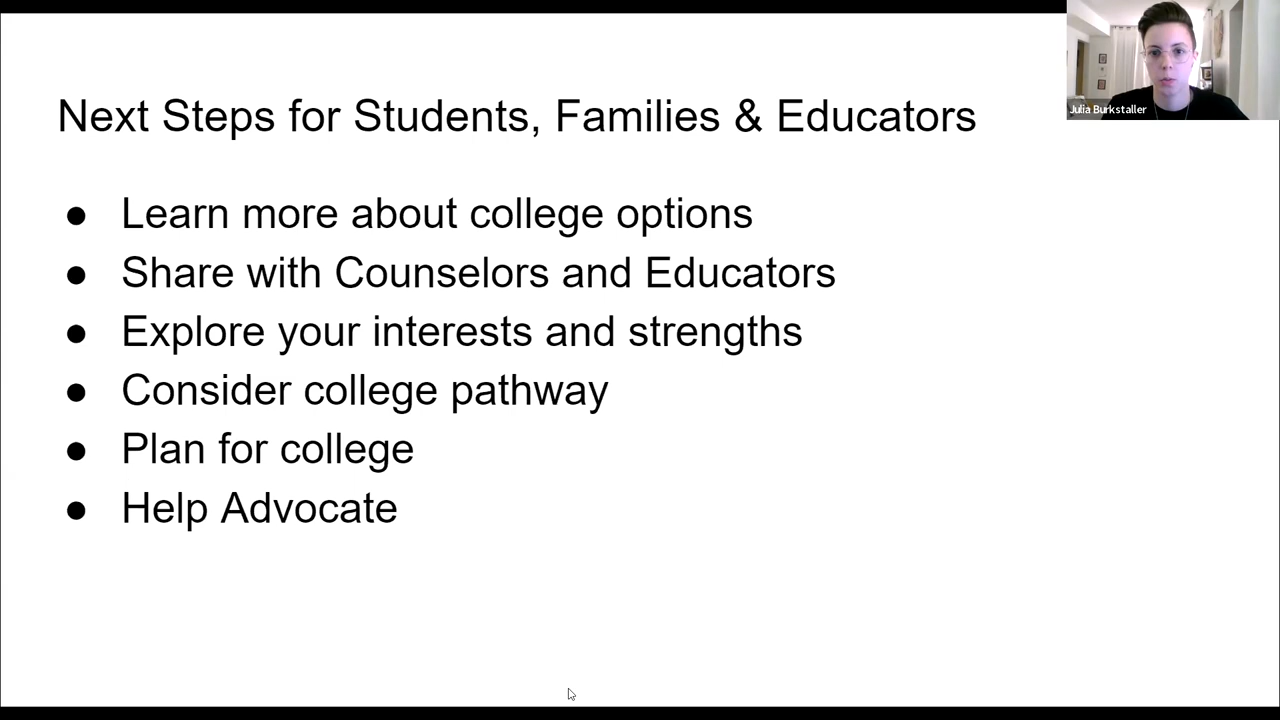 Next Steps for Students, Families & Educators
Julia Burkstaller
● Learn more about college options
● Share with Counselors and Educators
● Explore your interests and strengths
● Consider college pathway
● Plan for college
● Help Advocate